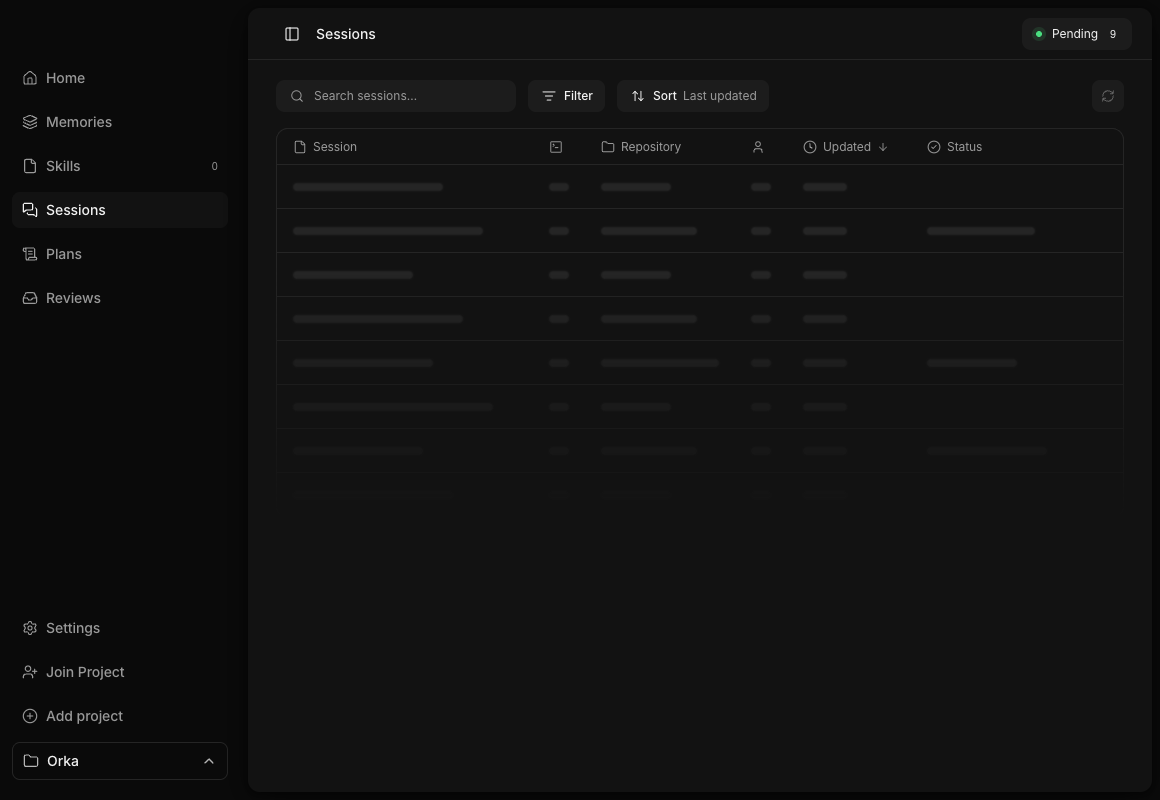 Sessions
Pending 9
Home
Memories
Skills 0
Sessions
Plans
Reviews
Search sessions...
Filter
Sort Last updated
Session Repository Updated Status
Settings
Join Project
Add project
Orka